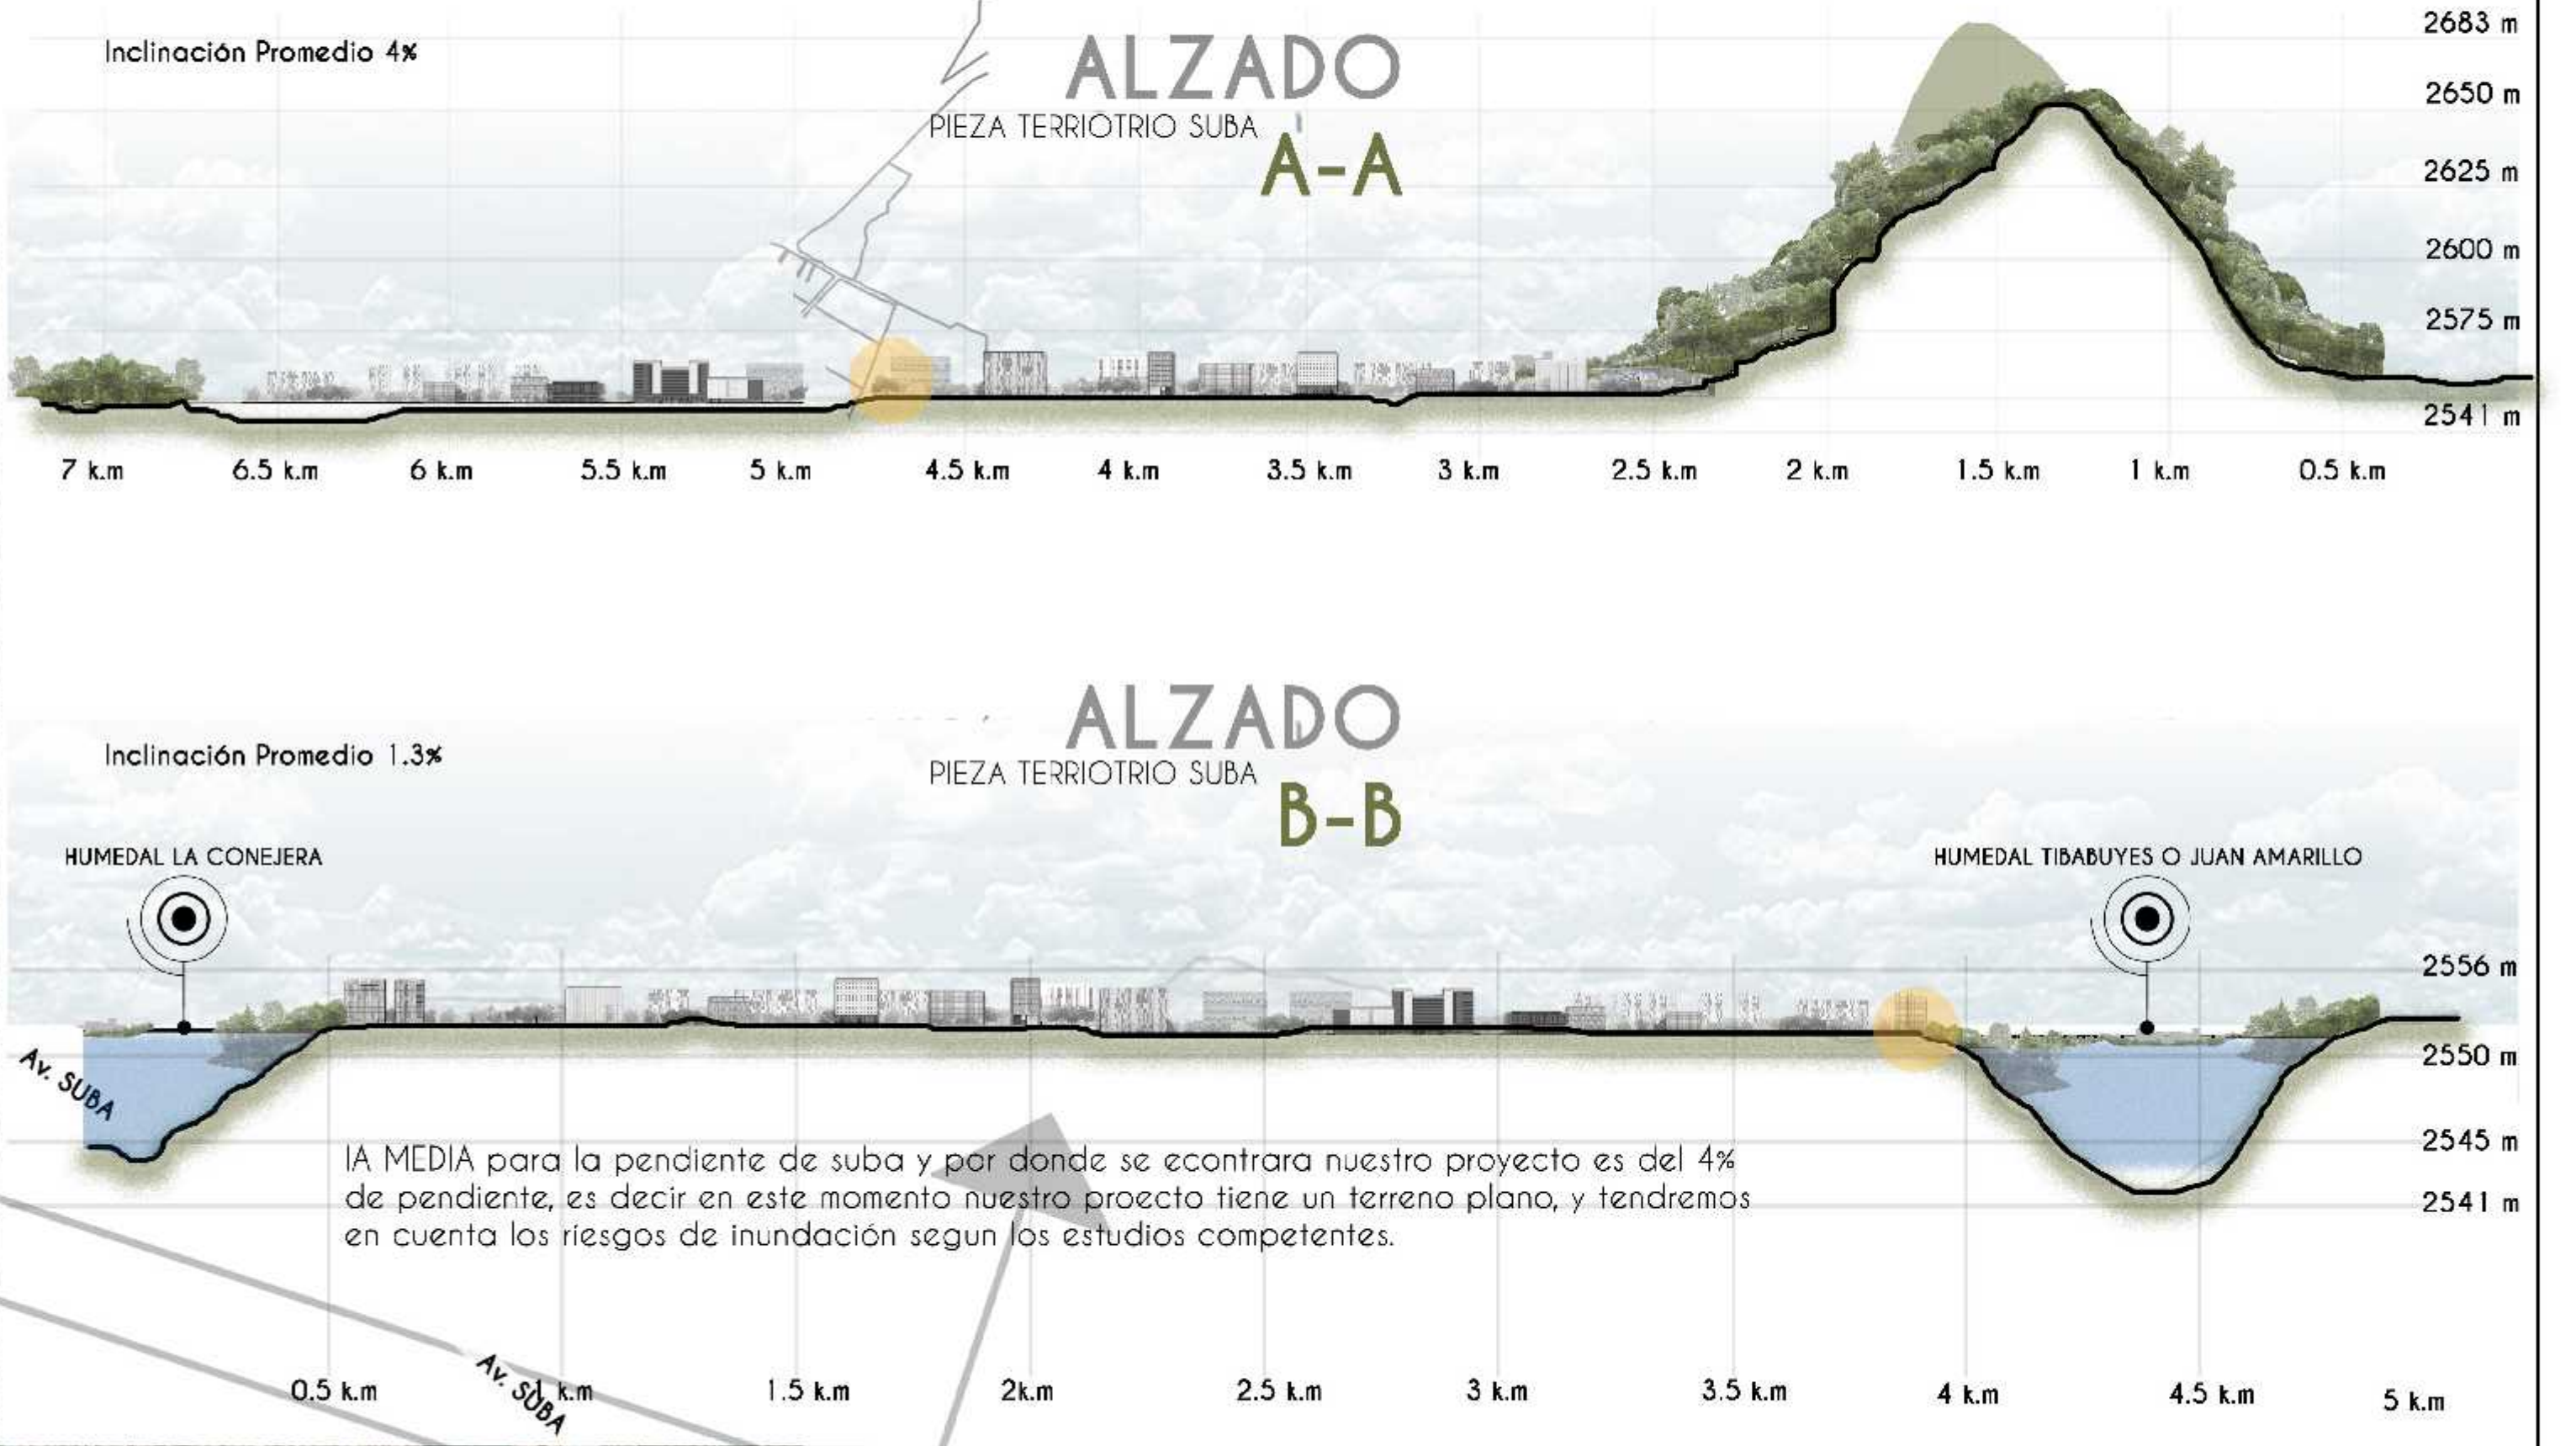 Inclinación Promedio 4%
ALZADO
PIEZA TERRIOTRIO SUBA
A-A
2683 m
2650 m
2625 m
2600 m
2575 m
2541 m
7 k.m 6.5 k.m 6 k.m 5.5 k.m 5 k.m 4.5 k.m 4 k.m 3.5 k.m 3 k.m 2.5 k.m 2 k.m 1.5 k.m 1 k.m 0.5 k.m
ALZADO
PIEZA TERRIOTRIO SUBA
B-B
Inclinación Promedio 1.3%
HUMEDAL LA CONEJERA
HUMEDAL TIBABUYES O JUAN AMARILLO
2556 m
2550 m
2545 m
2541 m
Av. SUBA
IA MEDIA para la pendiente de suba y por donde se econtrara nuestro proyecto es del 4%
de pendiente, es decir en este momento nuestro proecto tiene un terreno plano, y tendremos
en cuenta los riesgos de inundación segun los estudios competentes.
Av. SUBA
0.5 k.m 1 k.m 1.5 k.m 2k.m 2.5 k.m 3 k.m 3.5 k.m 4 k.m 4.5 k.m 5 k.m